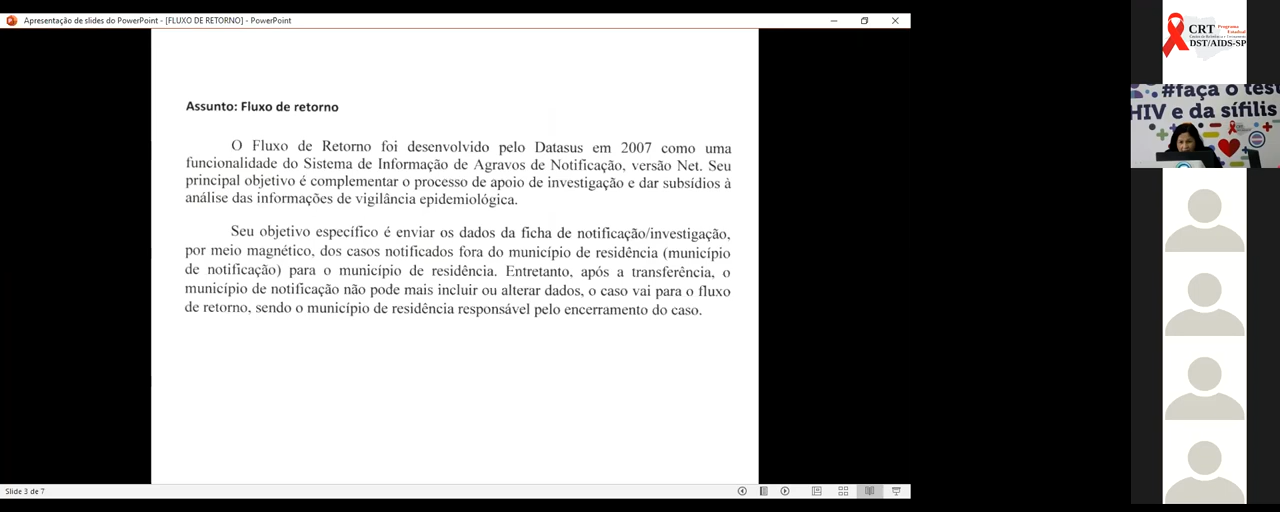 Apresentação de slides do PowerPoint - [FLUXO DE RETORNO] - PowerPoint
Assunto: Fluxo de retorno
O Fluxo de Retorno foi desenvolvido pelo Datasus em 2007 como uma
funcionalidade do Sistema de Informação de Agravos de Notificação, versão Net. Seu
principal objetivo é complementar o processo de apoio de investigação e dar subsídios à
análise das informações de vigilância epidemiológica.
Seu objetivo específico é enviar os dados da ficha de notificação/investigação,
por meio magnético, dos casos notificados fora do município de residência (município
de notificação) para o município de residência. Entretanto, após a transferência, o
município de notificação não pode mais incluir ou alterar dados, o caso vai para o fluxo
de retorno, sendo o município de residência responsável pelo encerramento do caso.
Slide 3 de 7
CRT
Programa
Estadual
DST/AIDS-SP
#faça o test
HIV e da sífilis